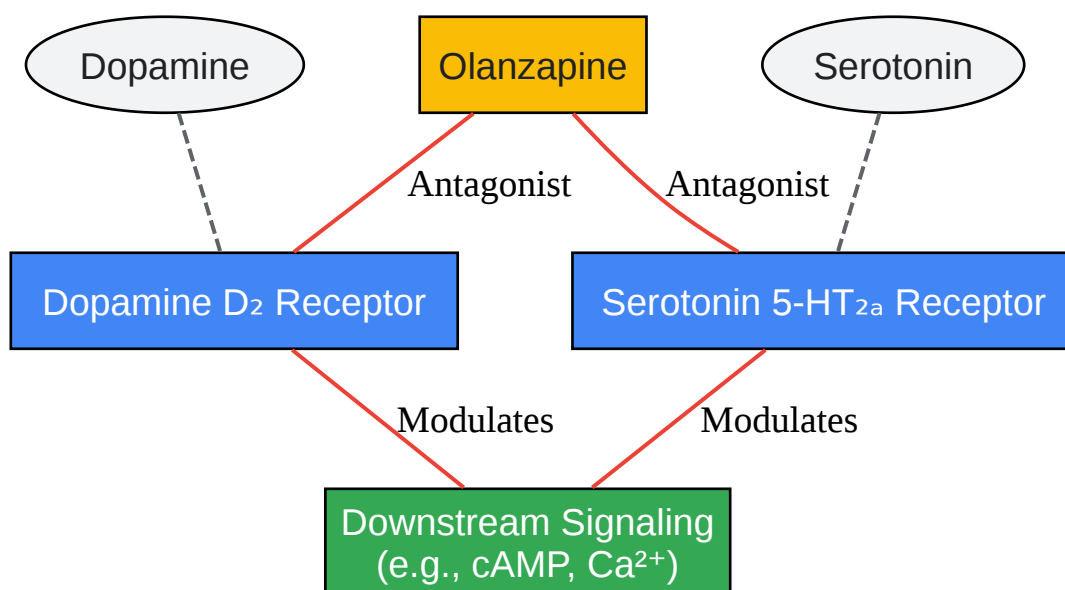 Dopamine
Olanzapine
Serotonin
Antagonist
Antagonist
Dopamine D₂ Receptor
Serotonin 5-HT₂ₐ Receptor
Modulates
Modulates
Downstream Signaling
(e.g., cAMP, Ca²⁺)